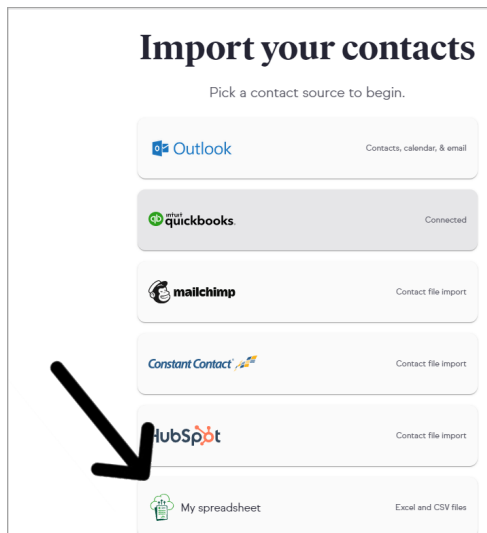 Import your contacts
Pick a contact source to begin.
Outlook
Contacts, calendar, & email
intuit
quickbooks.
Connected
mailchimp
Contact file import
Constant Contact
Contact file import
HubSpot
Contact file import
My spreadsheet
Excel and CSV files